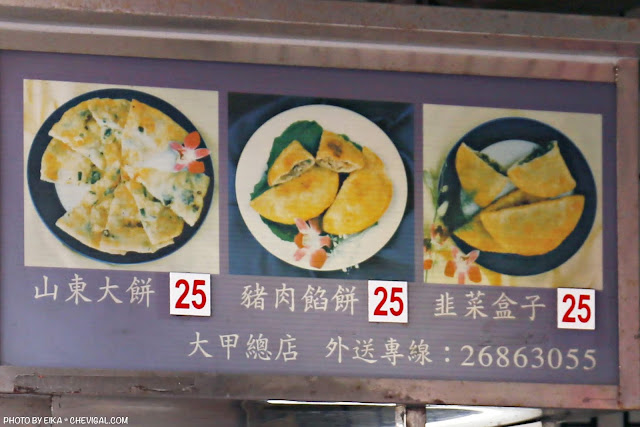 山東大餅 25 豬肉餡餅 25 韭菜盒子 25
大甲總店 外送專線：26863055
PHOTO BY EIKA * CHEVIGAL.COM